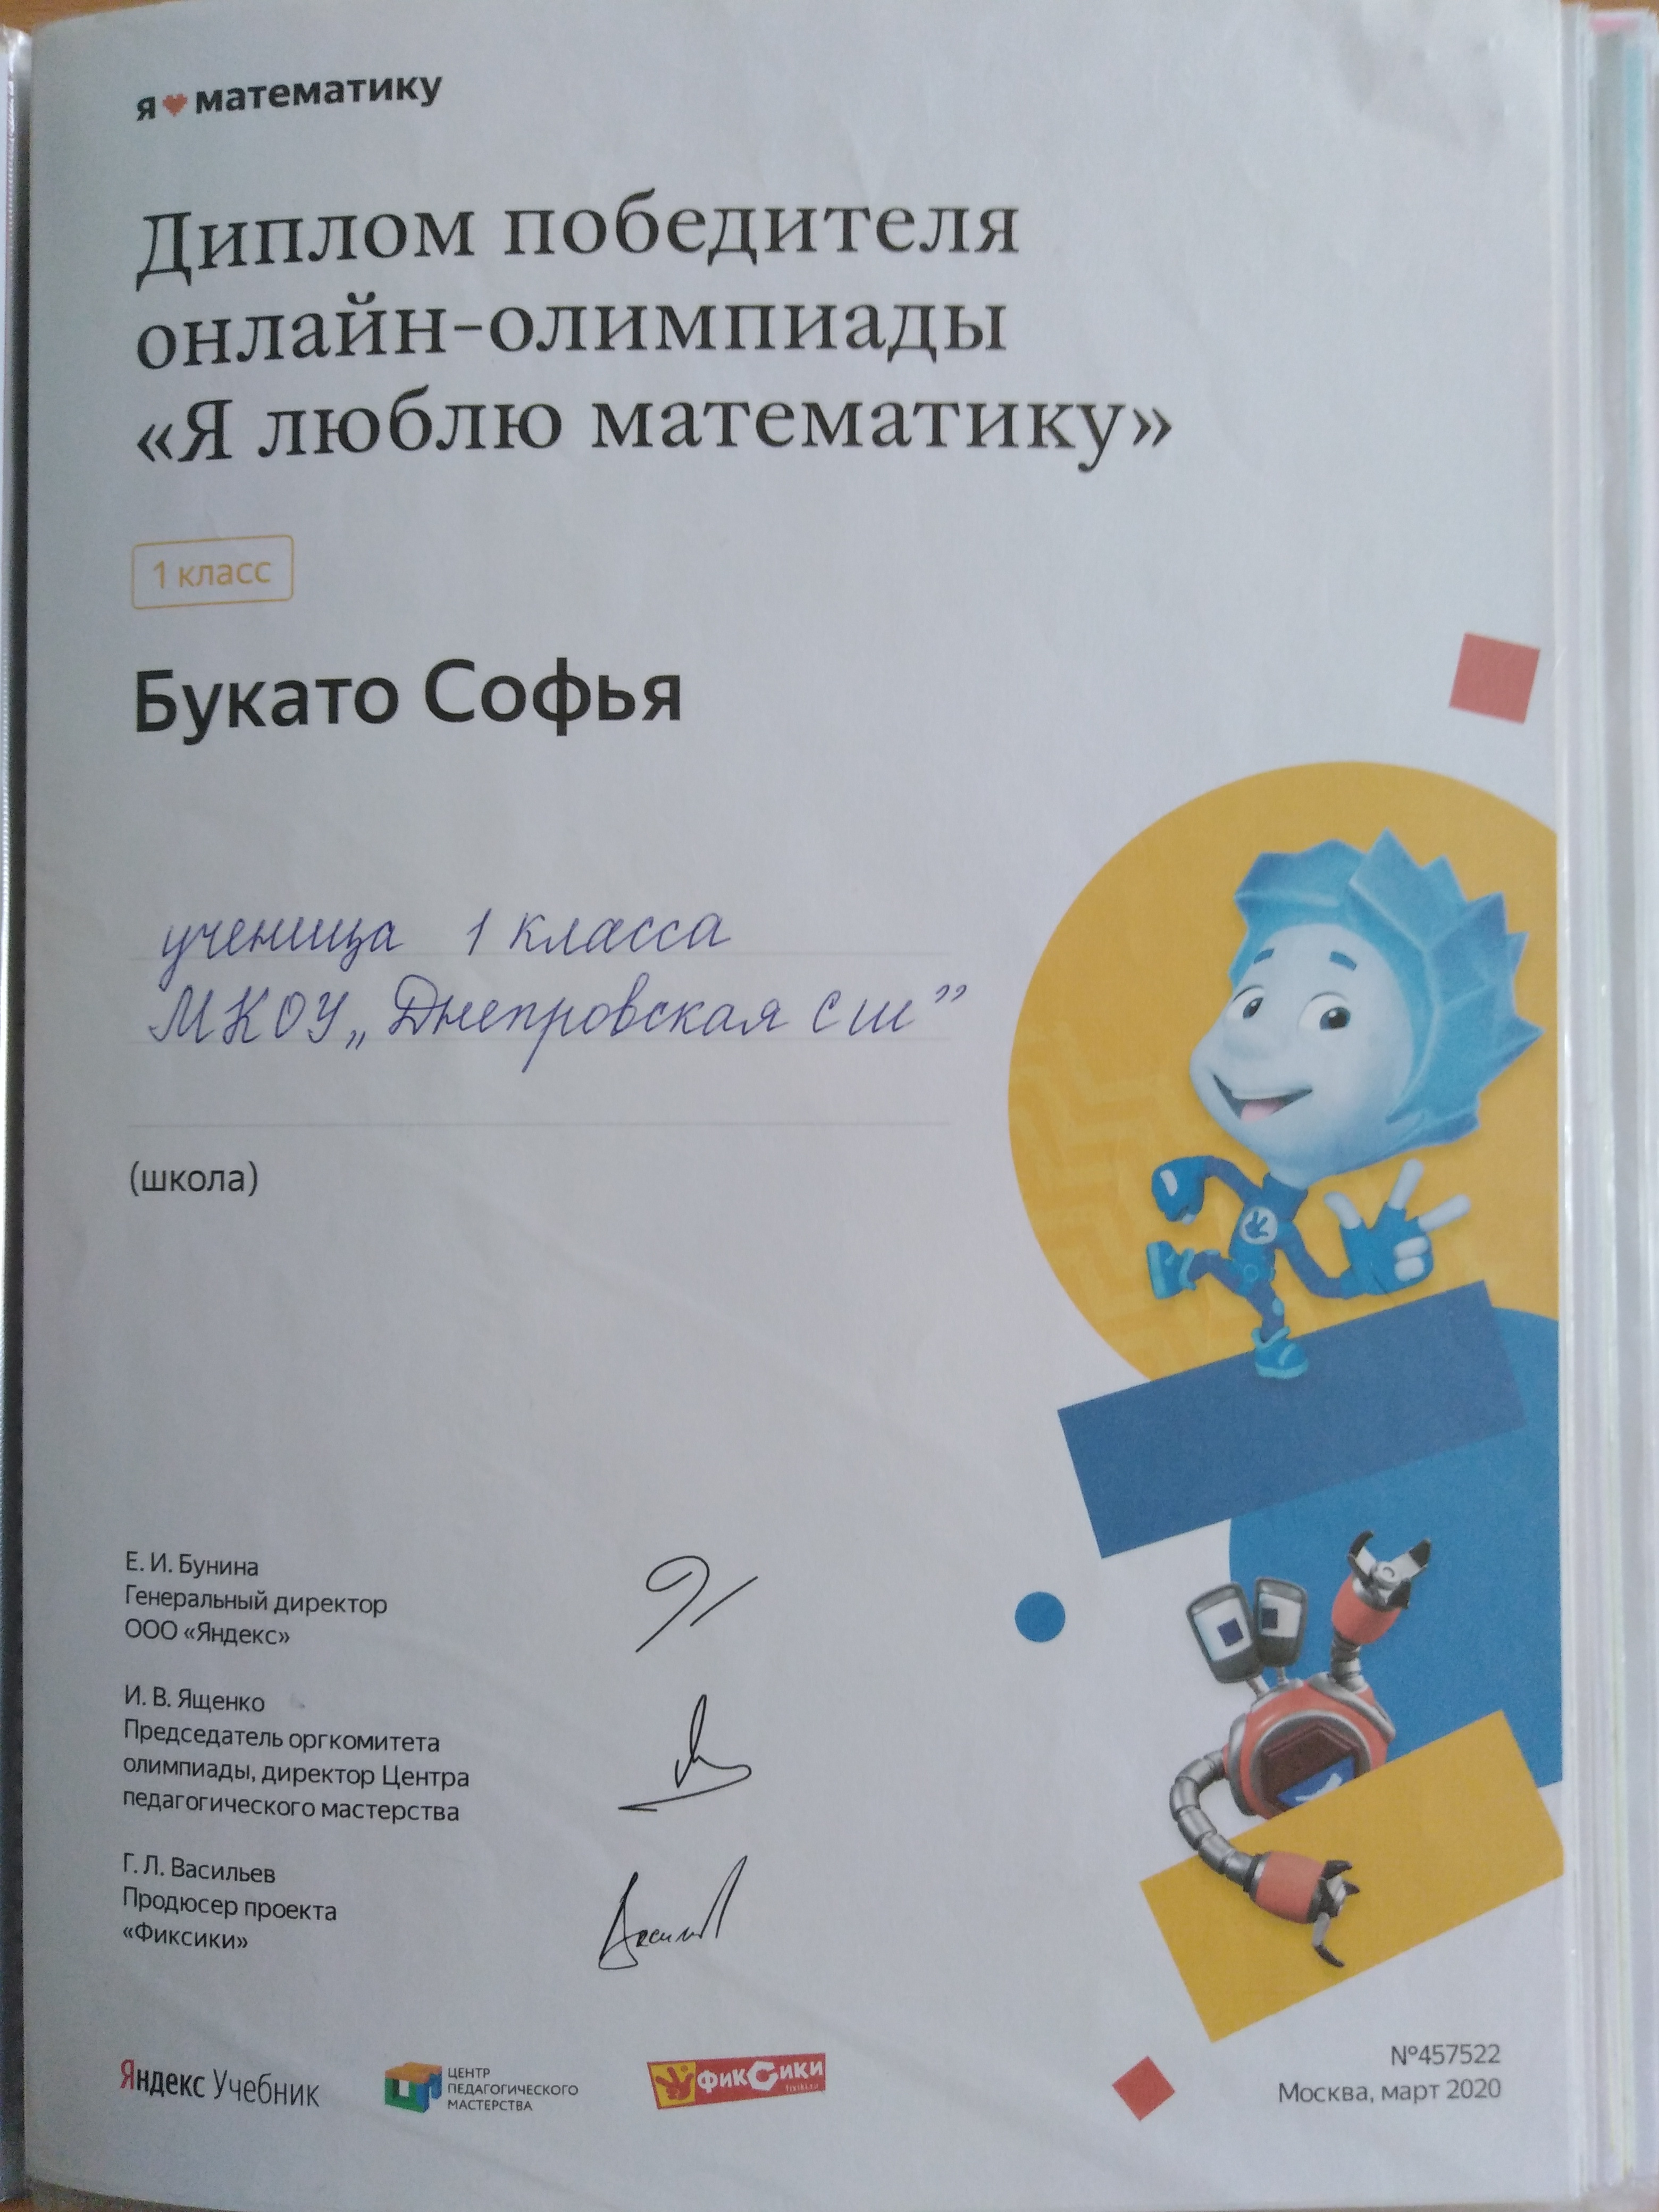 я ❤ математику
Диплом победителя
онлайн-олимпиады
«Я люблю математику»
1 класс
Букато Софья
ученица 1 класса
МКОУ „Днепровская СШ”
(школа)
Е. И. Бунина
Генеральный директор
ООО «Яндекс»
И. В. Ященко
Председатель оргкомитета
олимпиады, директор Центра
педагогического мастерства
Г. Л. Васильев
Продюсер проекта
«Фиксики»
Яндекс Учебник
ЦЕНТР
ПЕДАГОГИЧЕСКОГО
МАСТЕРСТВА
ФИКСИКИ
№457522
Москва, март 2020